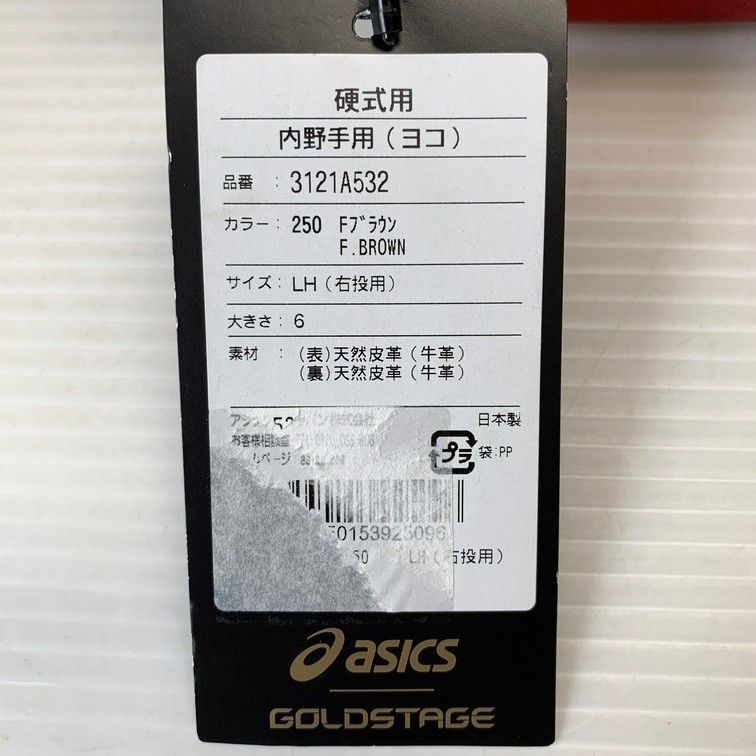 硬式用
内野手用(ヨコ)
品番 : 3121A532
カラー : 250 Fブラウン
F.BROWN
サイズ : LH(右投用)
大きさ : 6
素材 : (表)天然皮革(牛革)
(裏)天然皮革(牛革)
日本製
プラ 袋:PP
50 LH(右投用)
asics
GOLDSTAGE